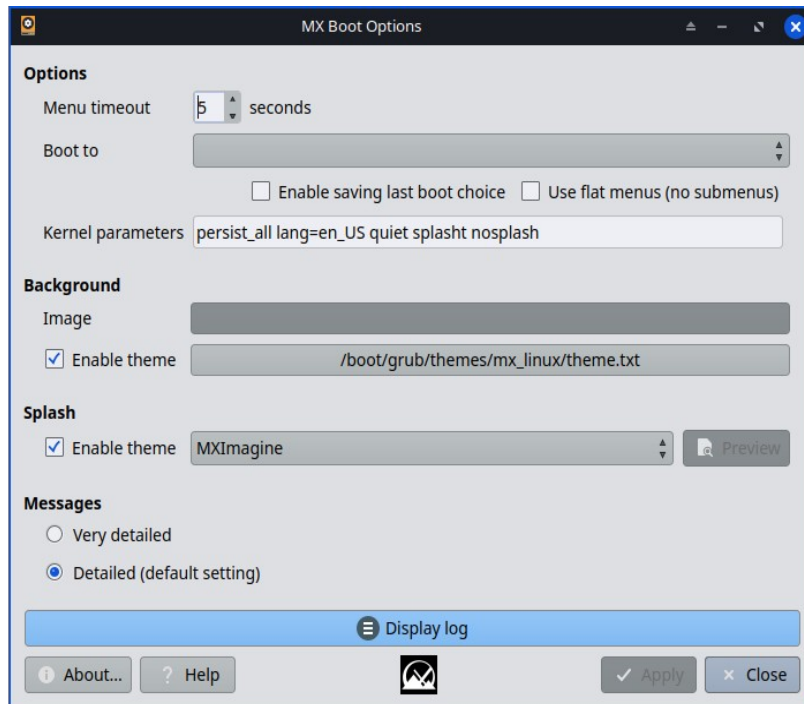 MX Boot Options
Options
Menu timeout 5 seconds
Boot to
Enable saving last boot choice Use flat menus (no submenus)
Kernel parameters persist_all lang=en_US quiet splasht nosplash
Background
Image
Enable theme /boot/grub/themes/mx_linux/theme.txt
Splash
Enable theme MXImagine Preview
Messages
Very detailed
Detailed (default setting)
Display log
About... ? Help Apply Close